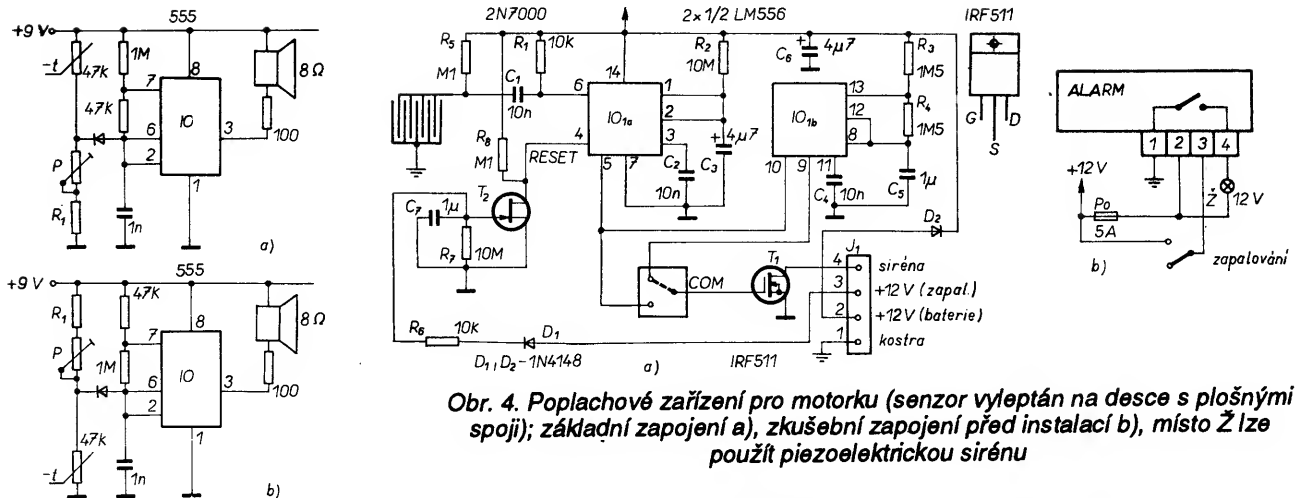 555
+9 V
-t
47k
1M
7
8
47k
IO
6
3
2
8 Ω
100
P
R1
1
1n
a)
555
+9 V
R1
47k
P
7
8
1M
IO
6
3
2
8 Ω
100
47k
-t
1
1n
b)
2N7000
2 x 1/2 LM556
IRF511
R5
M1
R1
10k
C1
10n
14
6
IO1a
1
2
3
4
5
7
R2
10M
C6
+
4µ7
R3
1M5
13
12
8
IO1b
R4
1M5
10
9
11
G
D
S
R8
M1
RESET
T2
C2
10n
C3
+
4µ7
C4
10n
C5
1µ
C7
1µ
R7
10M
D2
J1
COM
T1
4
siréna
3
+12 V (zapal.)
2
+12 V (baterie)
1
kostra
R6
10k
D1
D1, D2 - 1N4148
a)
IRF511
ALARM
1
2
3
4
+12 V
Po
5A
Ž
12 V
b)
zapalování
Obr. 4. Poplachové zařízení pro motorku (senzor vyleptán na desce s plošnými
spoji); základní zapojení a), zkušební zapojení před instalací b), místo Ž lze
použít piezoelektrickou sirénu